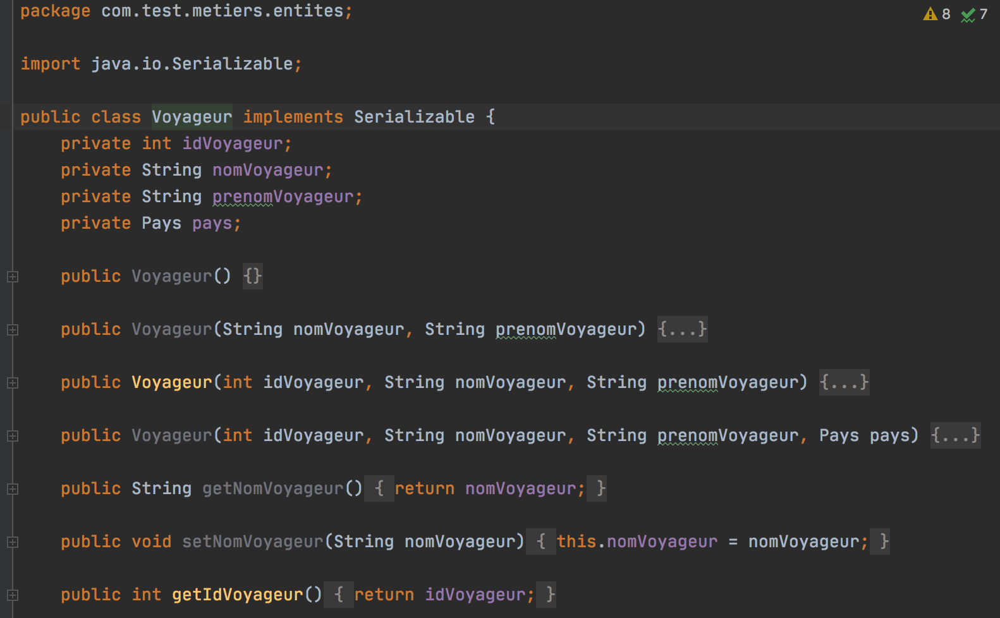 package com.test.metiers.entites;
8 7
import java.io.Serializable;
public class Voyageur implements Serializable {
private int idVoyageur;
private String nomVoyageur;
private String prenomVoyageur;
private Pays pays;
public Voyageur() {}
public Voyageur(String nomVoyageur, String prenomVoyageur) {...}
public Voyageur(int idVoyageur, String nomVoyageur, String prenomVoyageur) {...}
public Voyageur(int idVoyageur, String nomVoyageur, String prenomVoyageur, Pays pays) {...}
public String getNomVoyageur() { return nomVoyageur; }
public void setNomVoyageur(String nomVoyageur) { this.nomVoyageur = nomVoyageur; }
public int getIdVoyageur() { return idVoyageur; }